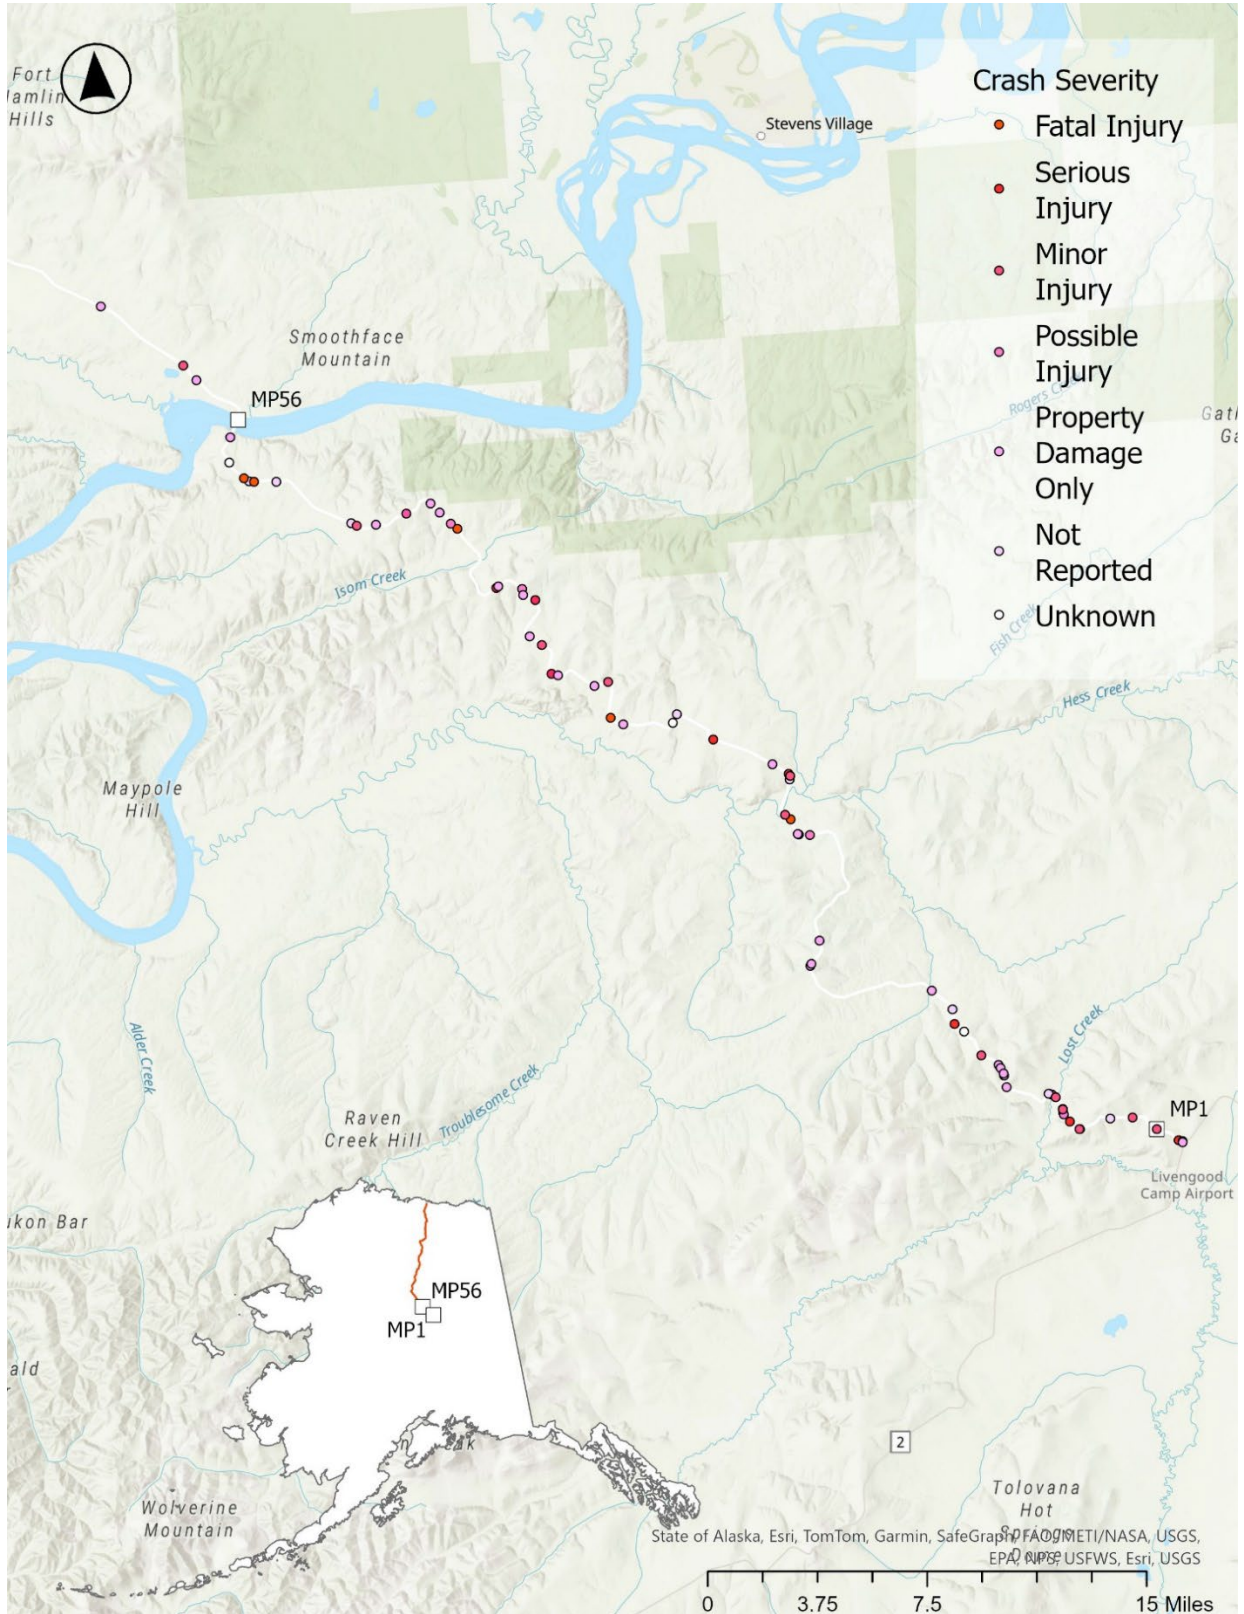 Fort
Hamlin
Hills
Crash Severity
Fatal Injury
Serious
Injury
Minor
Injury
Possible
Injury
Property
Damage
Only
Not
Reported
Unknown
Stevens Village
Smoothface
Mountain
MP56
Rogers Creek
Isom Creek
Fish Creek
Hess Creek
Maypole
Hill
Alder Creek
Lost Creek
Troublesome Creek
Raven
Creek Hill
MP1
Livengood
Camp Airport
ukon Bar
MP56
MP1
ald
2
Wolverine
Mountain
Tolovana
Hot
Springs
Dome
State of Alaska, Esri, TomTom, Garmin, SafeGraph, FAO, METI/NASA, USGS,
EPA, NPS, USFWS, Esri, USGS
0 3.75 7.5 15 Miles